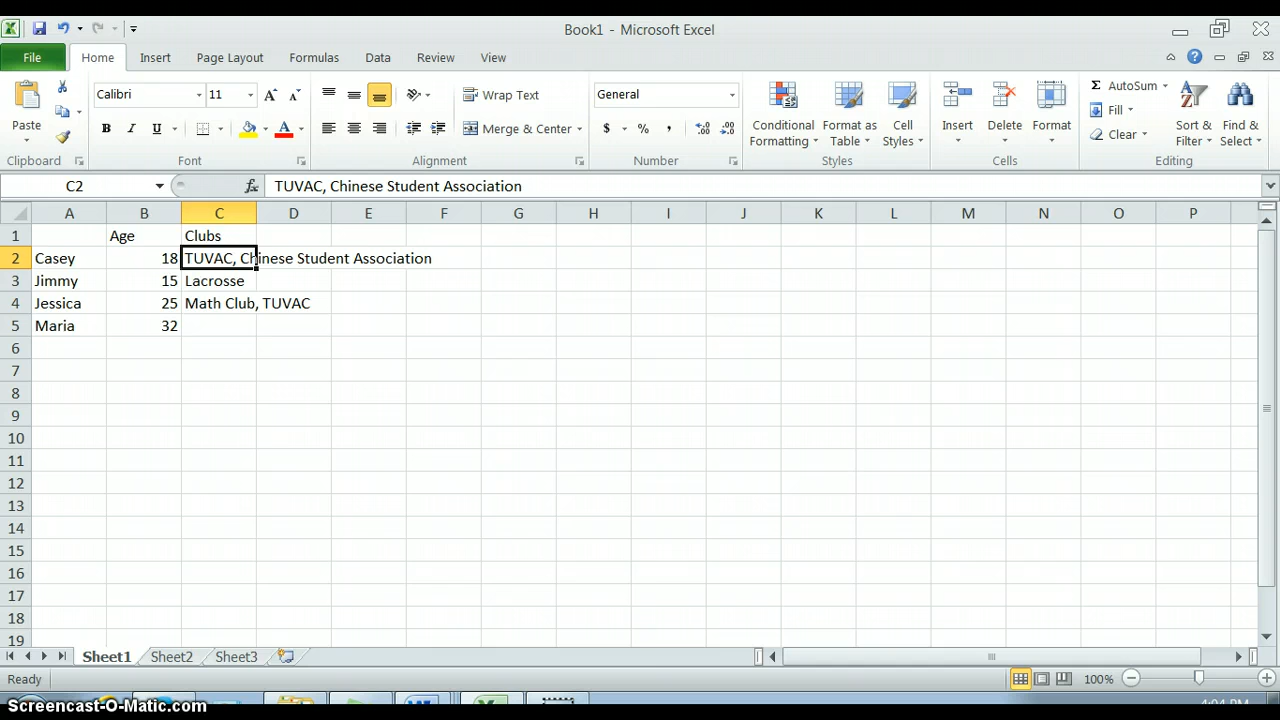 Book1 - Microsoft Excel
File Home Insert Page Layout Formulas Data Review View
Calibri 11 Wrap Text General AutoSum
Paste Conditional Format as Cell Insert Delete Format Fill Sort & Find &
B I U A Merge & Center $ % , Formatting Table Styles Clear Filter Select
Clipboard Font Alignment Number Styles Cells Editing
C2 fx TUVAC, Chinese Student Association
A B C D E F G H I J K L M N O P
1 Age Clubs
2 Casey 18 TUVAC, Chinese Student Association
3 Jimmy 15 Lacrosse
4 Jessica 25 Math Club, TUVAC
5 Maria 32
6
7
8
9
10
11
12
13
14
15
16
17
18
19
Sheet1 Sheet2 Sheet3
Ready 100%
Screencast-O-Matic.com